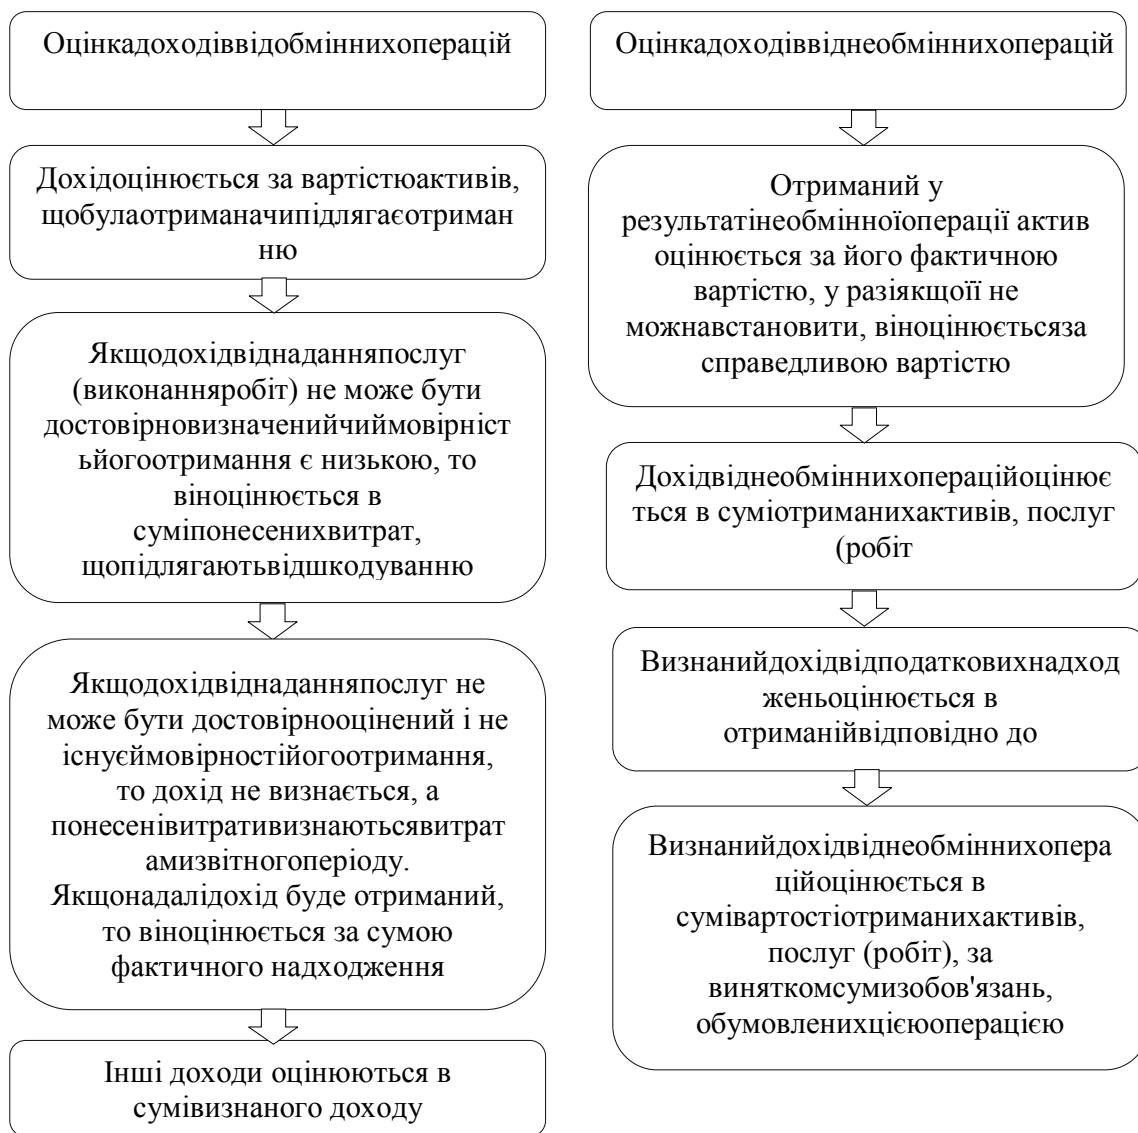 Оцінкадоходіввідобміннихоперацій
Дохідоцінюється за вартістюактивів,
щобулаотриманачипідлягаєотриман
ню
Якщодохідвіднаданняпослуг
(виконанняробіт) не може бути
достовірновизначенийчиймовірніст
ьйогоотримання є низькою, то
віноцінюється в
суміпонесенихвитрат,
щопідлягаютьвідшкодуванню
Якщодохідвіднаданняпослуг не
може бути достовірнооцінений і не
існуєймовірностійогоотримання,
то дохід не визнається, а
понесенівитративизнаютьсявитрат
амизвітногоперіоду.
Якщонадалідохід буде отриманий,
то віноцінюється за сумою
фактичного надходження
Інші доходи оцінюються в
сумівизнаного доходу
Оцінкадоходіввіднеобміннихоперацій
Отриманий у
результатінеобмінноїоперації актив
оцінюється за його фактичною
вартістю, у разіякщоїї не
можнавстановити, віноцінюєтьсяза
справедливою вартістю
Дохідвіднеобміннихопераційоцінює
ться в суміотриманихактивів, послуг
(робіт
Визнанийдохідвідподатковихнадход
женьоцінюється в
отриманійвідповідно до
Визнанийдохідвіднеобміннихопера
ційоцінюється в
сумівартостіотриманихактивів,
послуг (робіт), за
виняткомсумизобов'язань,
обумовленихцієюоперацією